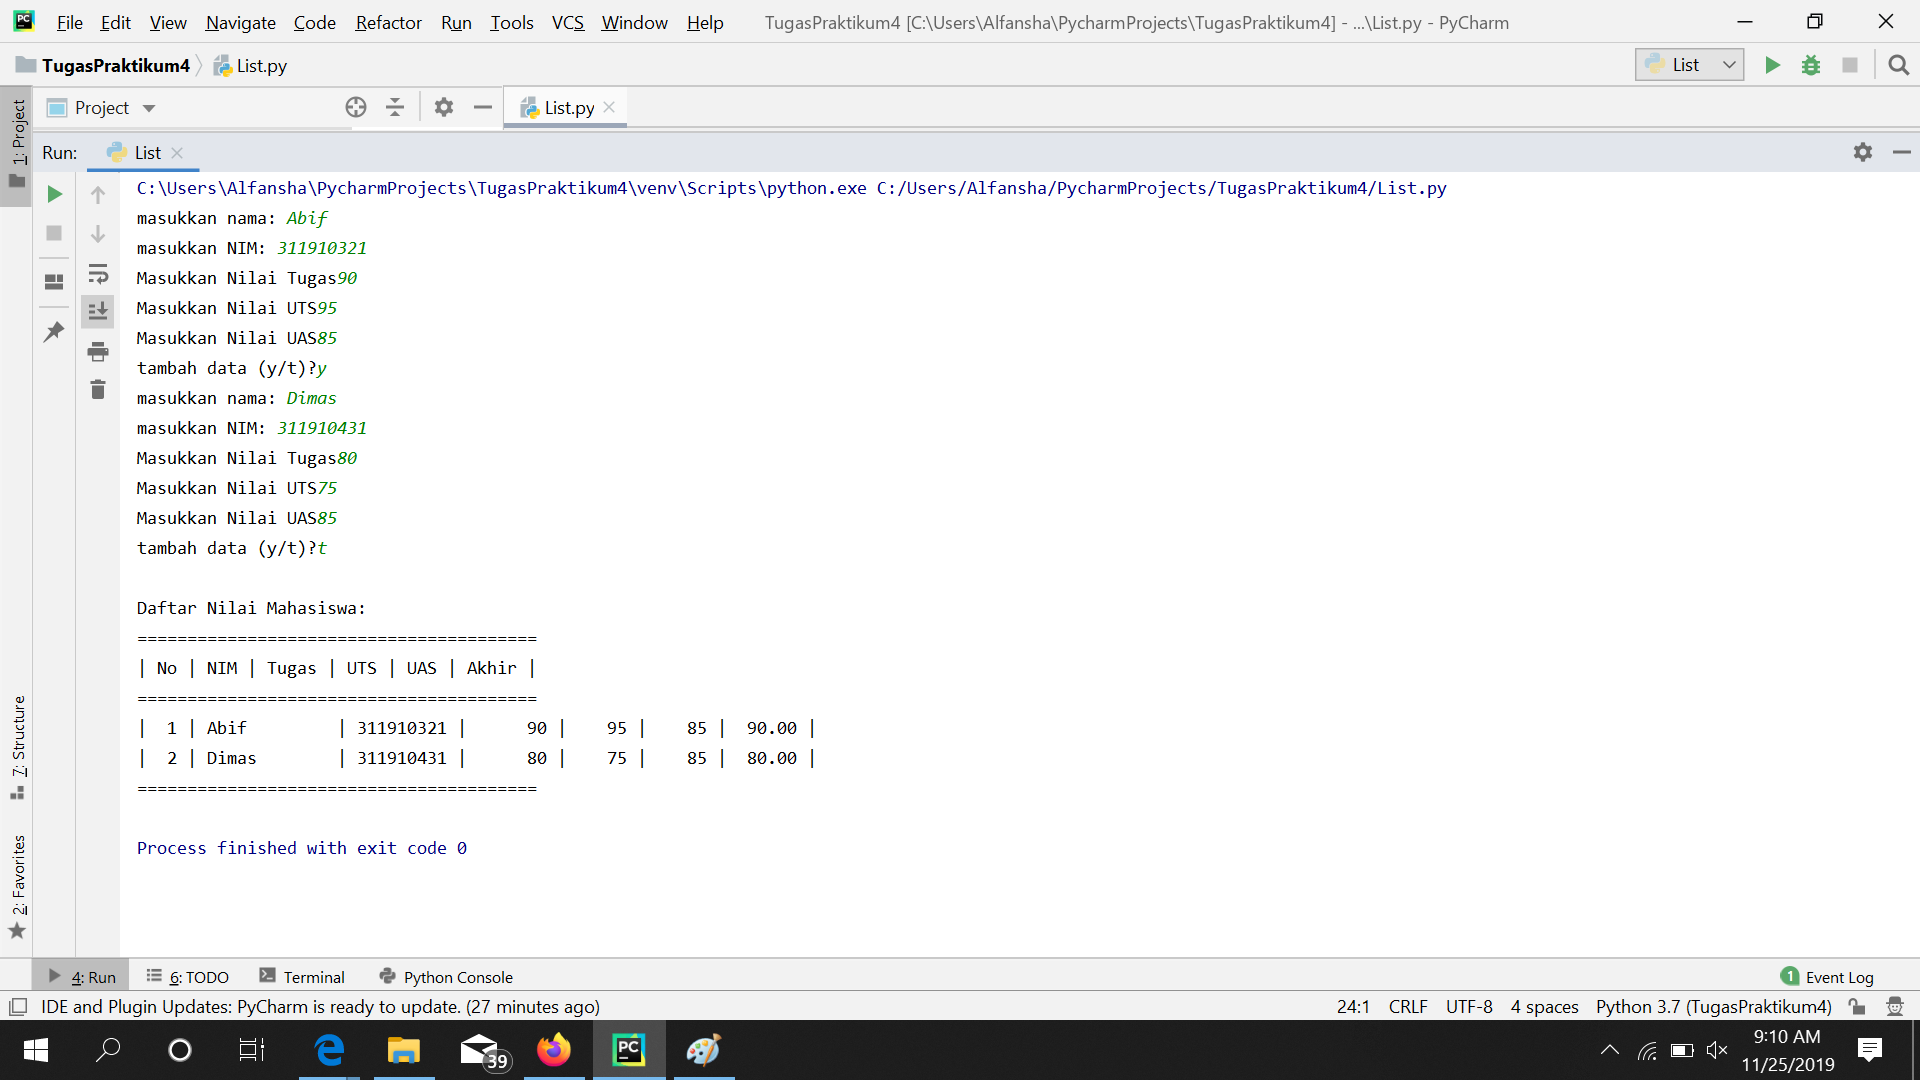 File Edit View Navigate Code Refactor Run Tools VCS Window Help TugasPraktikum4 [C:\Users\Alfansha\PycharmProjects\TugasPraktikum4] - ...\List.py - PyCharm
TugasPraktikum4 List.py List
1: Project
Project List.py
Run: List
C:\Users\Alfansha\PycharmProjects\TugasPraktikum4\venv\Scripts\python.exe C:/Users/Alfansha/PycharmProjects/TugasPraktikum4/List.py
masukkan nama: Abif
masukkan NIM: 311910321
Masukkan Nilai Tugas90
Masukkan Nilai UTS95
Masukkan Nilai UAS85
tambah data (y/t)?y
masukkan nama: Dimas
masukkan NIM: 311910431
Masukkan Nilai Tugas80
Masukkan Nilai UTS75
Masukkan Nilai UAS85
tambah data (y/t)?t
Daftar Nilai Mahasiswa:
========================================
| No | NIM | Tugas | UTS | UAS | Akhir |
========================================
|  1 | Abif         | 311910321 |      90 |    95 |    85 |  90.00 |
|  2 | Dimas        | 311910431 |      80 |    75 |    85 |  80.00 |
========================================
Process finished with exit code 0
7: Structure
2: Favorites
4: Run 6: TODO Terminal Python Console 1 Event Log
IDE and Plugin Updates: PyCharm is ready to update. (27 minutes ago) 24:1 CRLF UTF-8 4 spaces Python 3.7 (TugasPraktikum4)
39 PC 9:10 AM
11/25/2019